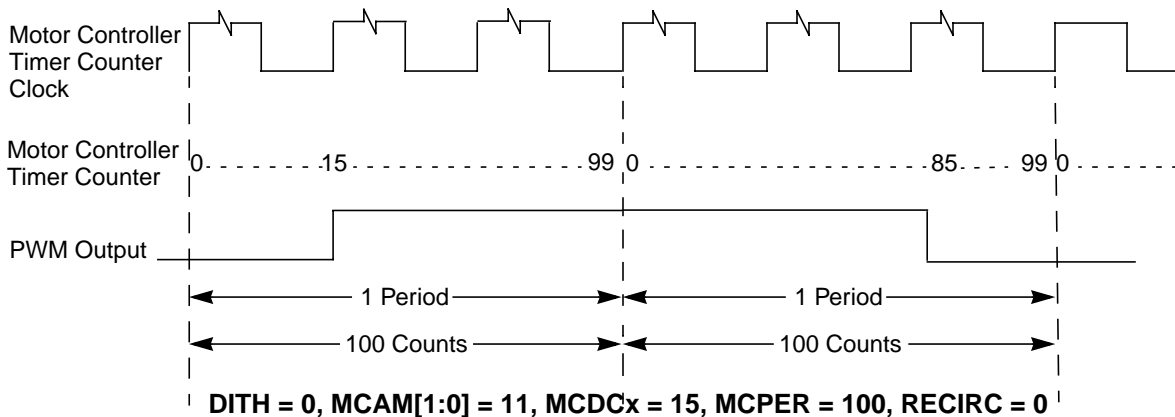 Motor Controller
Timer Counter
Clock
Motor Controller
Timer Counter
0 15 99 0 85 99 0
PWM Output
1 Period 1 Period
100 Counts 100 Counts
DITH = 0, MCAM[1:0] = 11, MCDCx = 15, MCPER = 100, RECIRC = 0